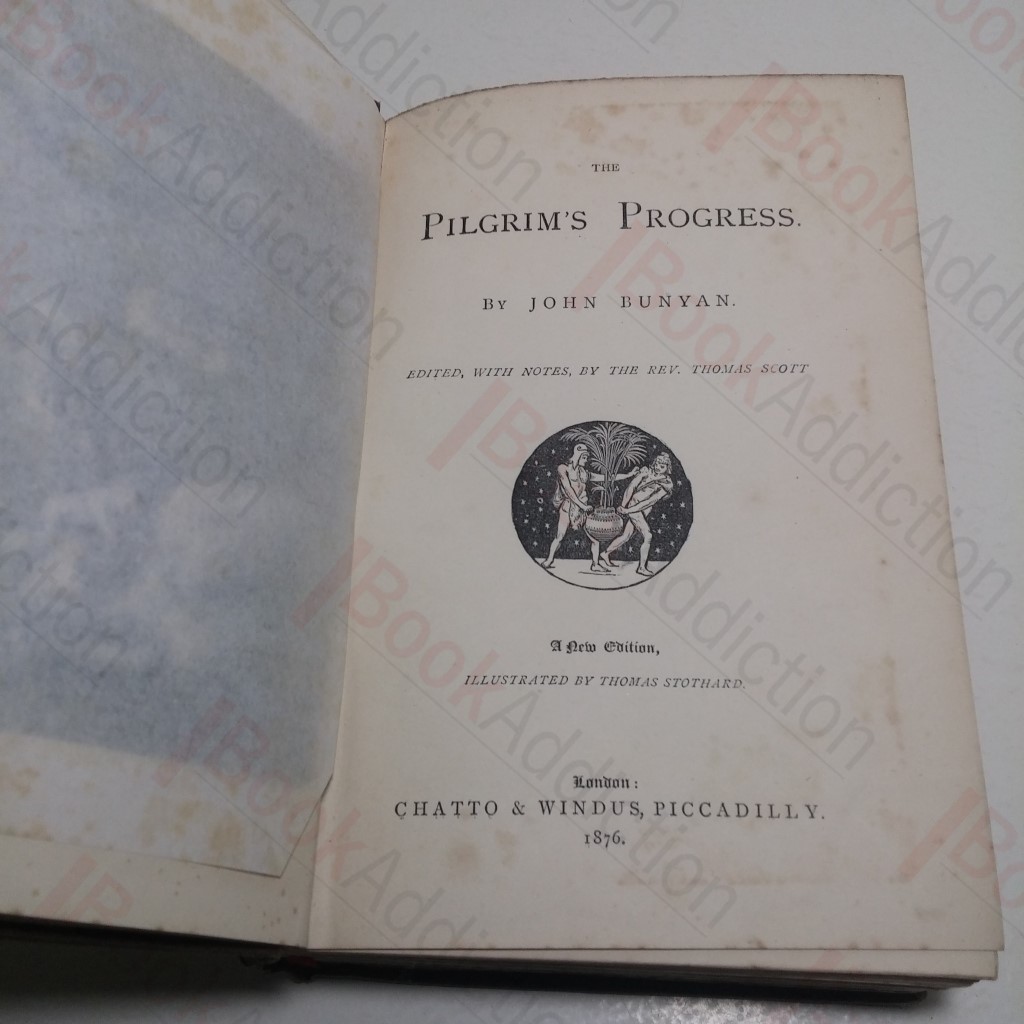 THE
PILGRIM'S PROGRESS.
BY JOHN BUNYAN.
EDITED, WITH NOTES, BY THE REV. THOMAS SCOTT
A New Edition,
ILLUSTRATED BY THOMAS STOTHARD.
London:
CHATTO & WINDUS, PICCADILLY.
1876.
BookAddiction